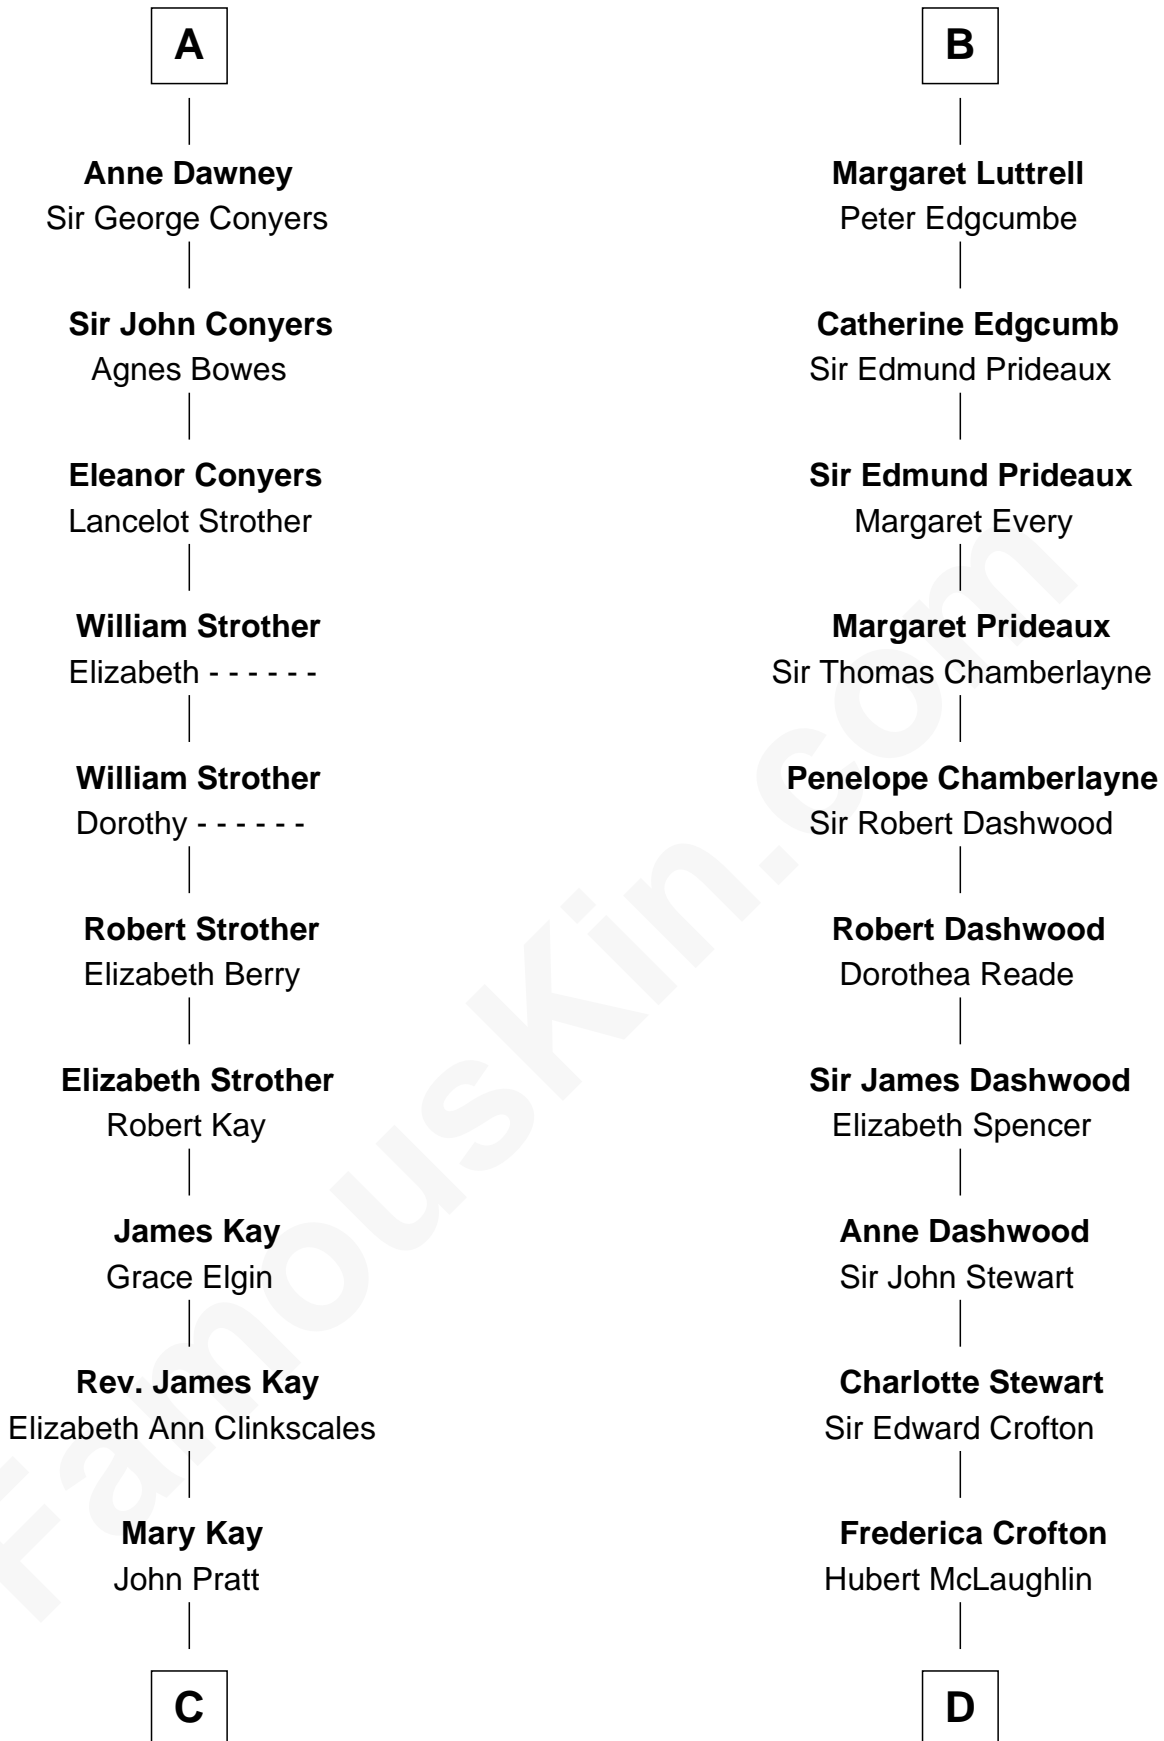 A
Anne Dawney
Sir George Conyers
Sir John Conyers
Agnes Bowes
Eleanor Conyers
Lancelot Strother
William Strother
Elizabeth - - - - - -
William Strother
Dorothy - - - - - -
Robert Strother
Elizabeth Berry
Elizabeth Strother
Robert Kay
James Kay
Grace Elgin
Rev. James Kay
Elizabeth Ann Clinkscales
Mary Kay
John Pratt
C
B
Margaret Luttrell
Peter Edgcumbe
Catherine Edgcumb
Sir Edmund Prideaux
Sir Edmund Prideaux
Margaret Every
Margaret Prideaux
Sir Thomas Chamberlayne
Penelope Chamberlayne
Sir Robert Dashwood
Robert Dashwood
Dorothea Reade
Sir James Dashwood
Elizabeth Spencer
Anne Dashwood
Sir John Stewart
Charlotte Stewart
Sir Edward Crofton
Frederica Crofton
Hubert McLaughlin
D
FamousKin.com